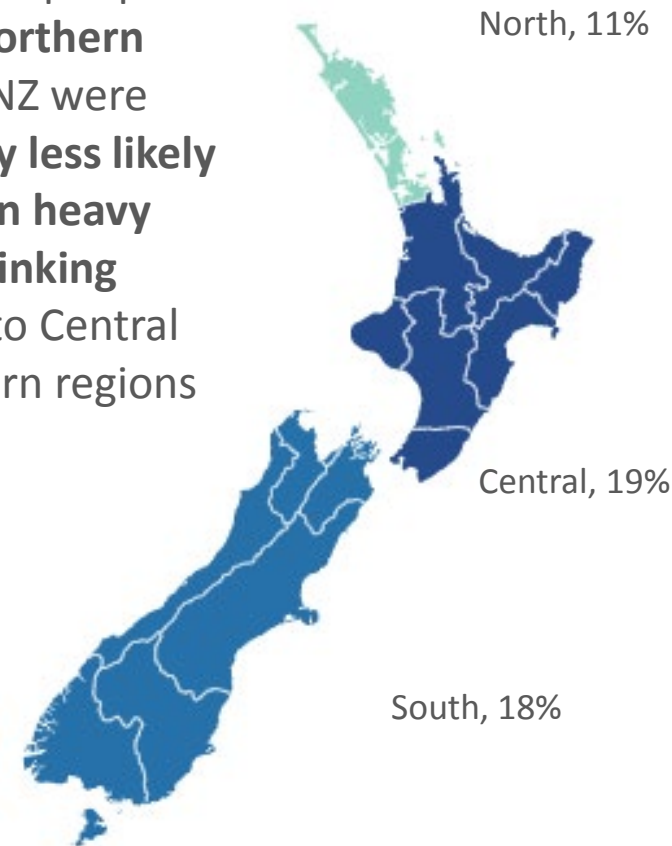 orthern
NZ were
y less likely
n heavy
inking
to Central
rn regions
North, 11%
Central, 19%
South, 18%